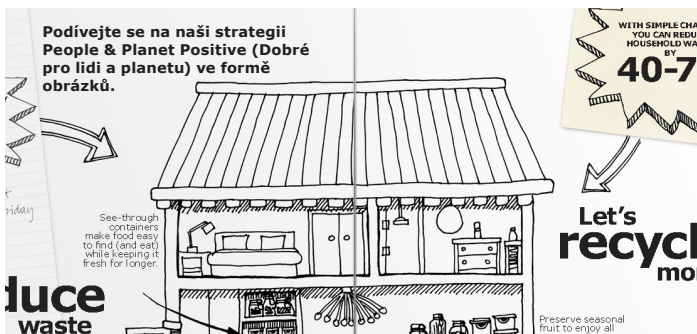 Podívejte se na naši strategii
People & Planet Positive (Dobré
pro lidi a planetu) ve formě
obrázků.
WITH SIMPLE CHA
YOU CAN REDU
HOUSEHOLD WA
BY
40-7
riday
See-through
containers
make food easy
to find (and eat)
while keeping it
fresh for longer.
Let's
recycl
mo
duce
waste
Preserve seasonal
fruit to enjoy all